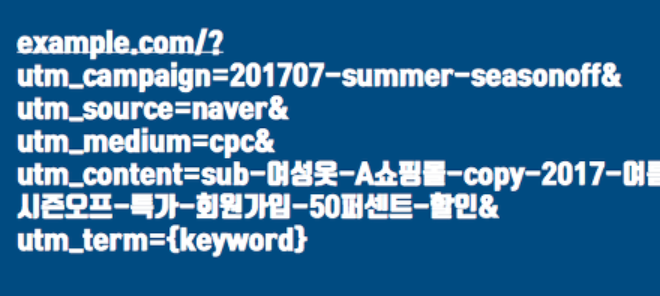 example.com/?
utm_campaign=201707-summer-seasonoff&
utm_source=naver&
utm_medium=cpc&
utm_content=sub-여성옷-A쇼핑몰-copy-2017-여름
시즌오프-특가-회원가입-50퍼센트-할인&
utm_term={keyword}